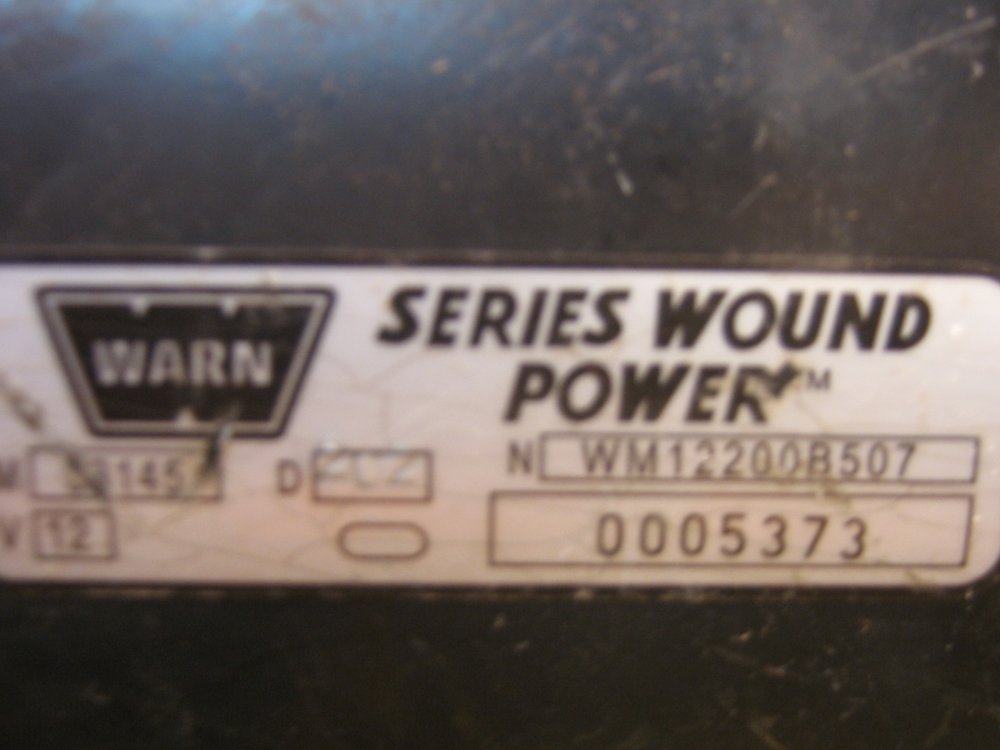 WARN
SERIES WOUND
POWER™
M D N WM12200B507
V 12 0005373